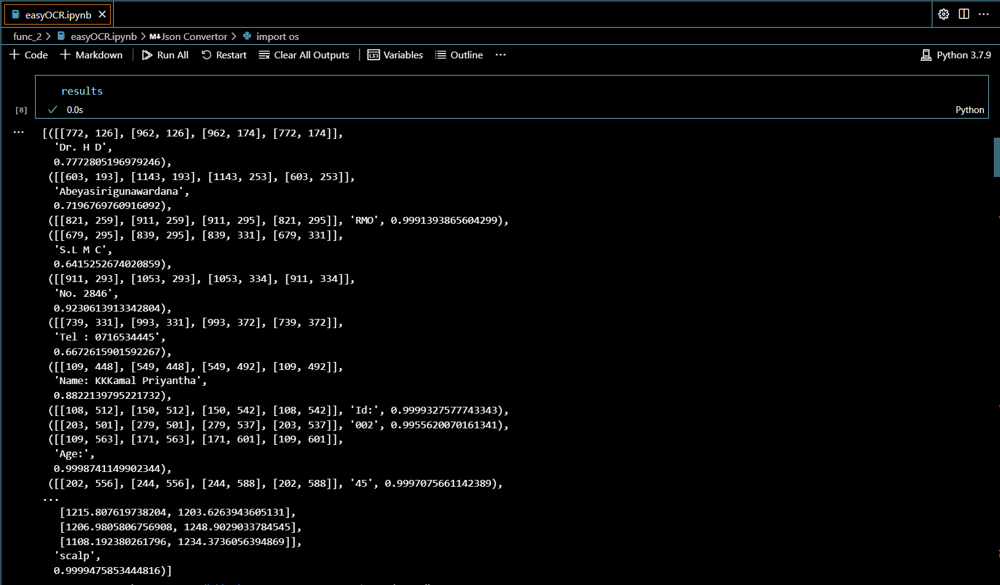 easyOCR.ipynb
func_2 > easyOCR.ipynb > M↓Json Convertor > import os
+ Code + Markdown Run All Restart Clear All Outputs Variables Outline ··· Python 3.7.9
results
[8] 0.0s Python
··· [([[772, 126], [962, 126], [962, 174], [772, 174]],
'Dr. H D',
0.7772805196979246),
([[603, 193], [1143, 193], [1143, 253], [603, 253]],
'Abeyasirigunawardana',
0.7196769760916092),
([[821, 259], [911, 259], [911, 295], [821, 295]], 'RMO', 0.9991393865604299),
([[679, 295], [839, 295], [839, 331], [679, 331]],
'S.L M C',
0.6415252674020859),
([[911, 293], [1053, 293], [1053, 334], [911, 334]],
'No. 2846',
0.9230613913342804),
([[739, 331], [993, 331], [993, 372], [739, 372]],
'Tel : 0716534445',
0.6672615901592267),
([[109, 448], [549, 448], [549, 492], [109, 492]],
'Name: KKKamal Priyantha',
0.8822139795221732),
([[108, 512], [150, 512], [150, 542], [108, 542]], 'Id:', 0.9999327577743343),
([[203, 501], [279, 501], [279, 537], [203, 537]], '002', 0.9955620070161341),
([[109, 563], [171, 563], [171, 601], [109, 601]],
'Age:',
0.9998741149902344),
([[202, 556], [244, 556], [244, 588], [202, 588]], '45', 0.9997075661142389),
...
[1215.807619738204, 1203.6263943605131],
[1206.9805806756908, 1248.9029033784545],
[1108.192380261796, 1234.3736056394869]],
'scalp',
0.9999475853444816)]